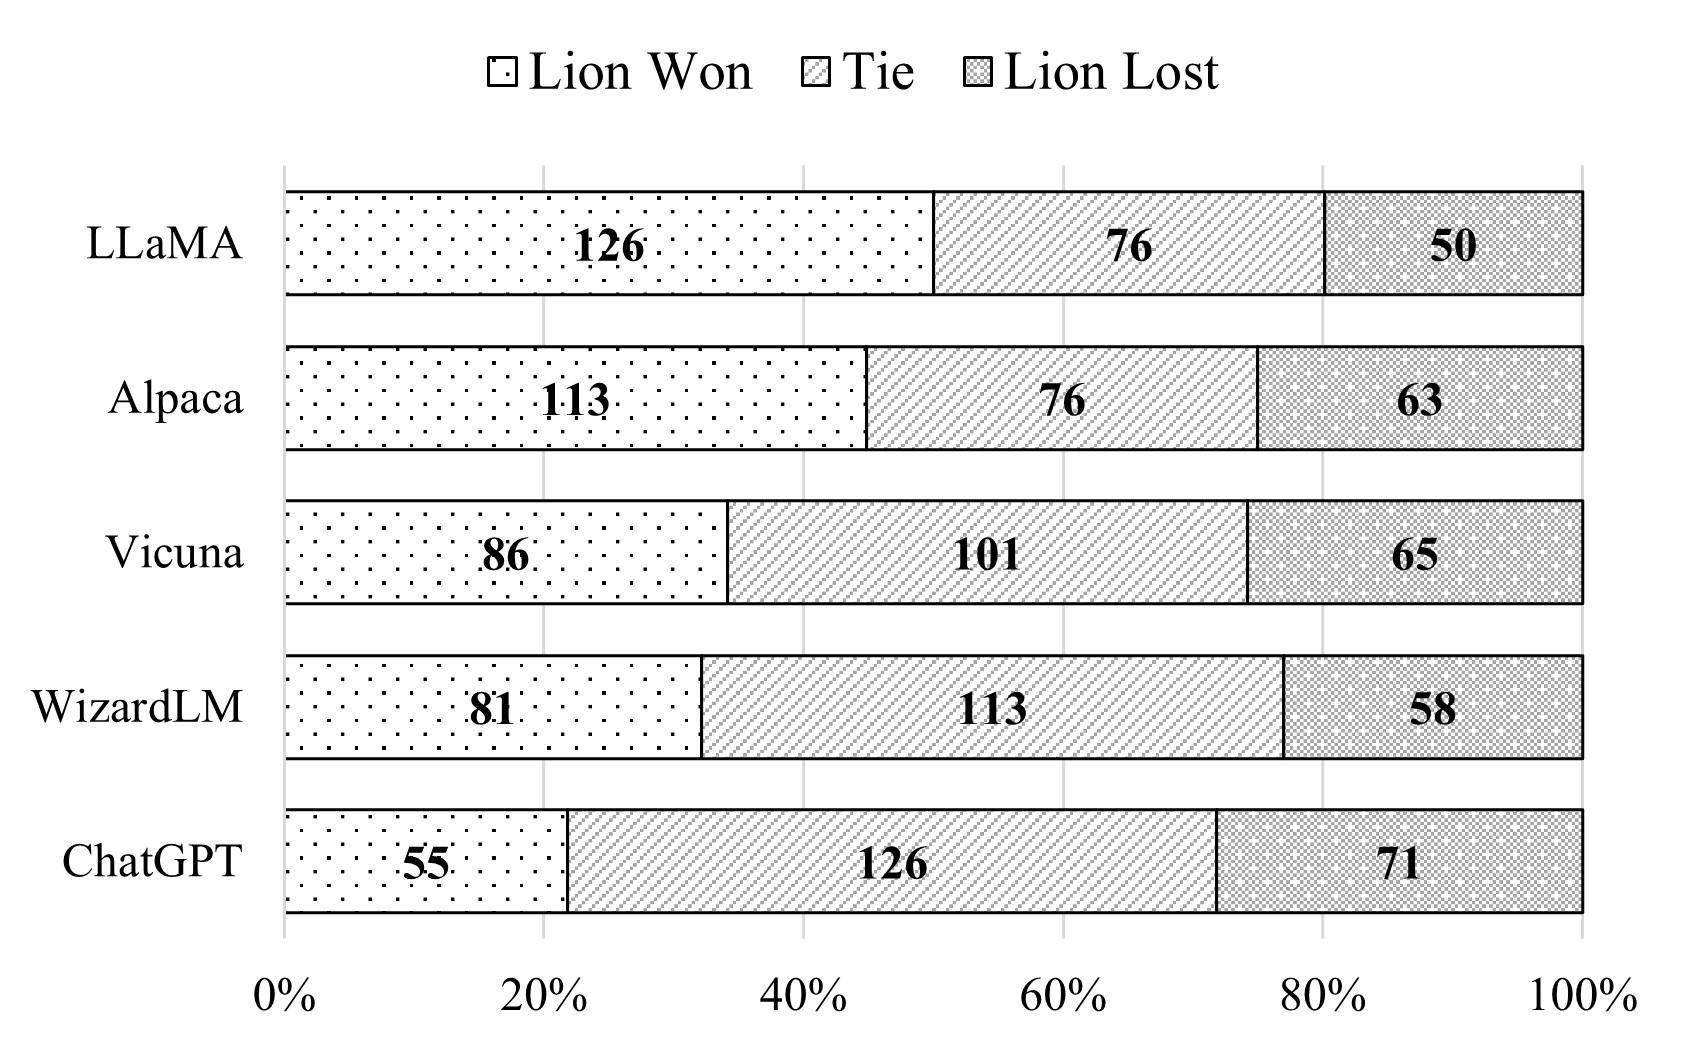 Lion Won Tie Lion Lost
LLaMA 126 76 50
Alpaca 113 76 63
Vicuna 86 101 65
WizardLM 81 113 58
ChatGPT 55 126 71
0% 20% 40% 60% 80% 100%